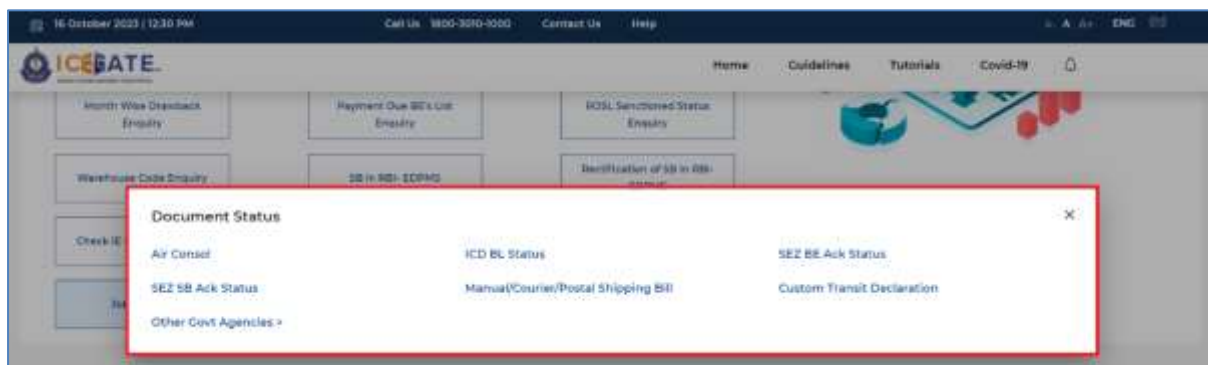 16 October 2023 | 12:30 PM Call Us 1800-3010-1000 Contact Us Help A A+ ENG
ICEGATE Home Guidelines Tutorials Covid-19
Month Wise Drawback Payment Due BE's List ROSL Sanctioned Status
Enquiry Enquiry Enquiry
Warehouse Code Enquiry SB in RBI- EDPMS Rectification of SB in RBI-
Document Status
Check IE
Air Consol ICD BL Status SEZ BE Ack Status
SEZ SB Ack Status Manual/Courier/Postal Shipping Bill Custom Transit Declaration
Other Govt Agencies >